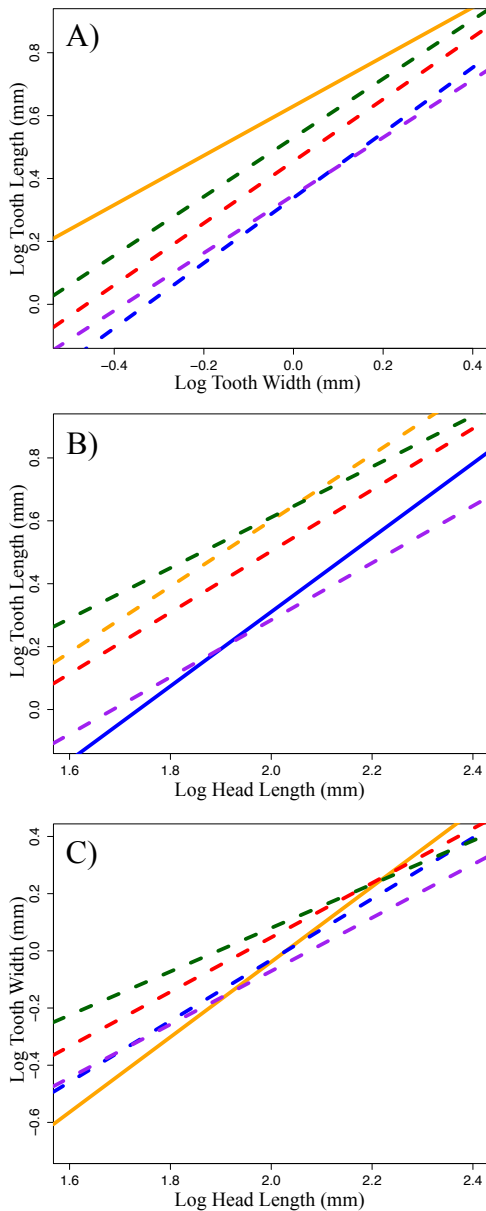 A)
Log Tooth Length (mm)
0.8
0.6
0.4
0.2
0.0
−0.4 −0.2 0.0 0.2 0.4
Log Tooth Width (mm)
B)
Log Tooth Length (mm)
0.8
0.6
0.4
0.2
0.0
1.6 1.8 2.0 2.2 2.4
Log Head Length (mm)
C)
Log Tooth Width (mm)
0.4
0.2
0.0
−0.2
−0.4
−0.6
1.6 1.8 2.0 2.2 2.4
Log Head Length (mm)